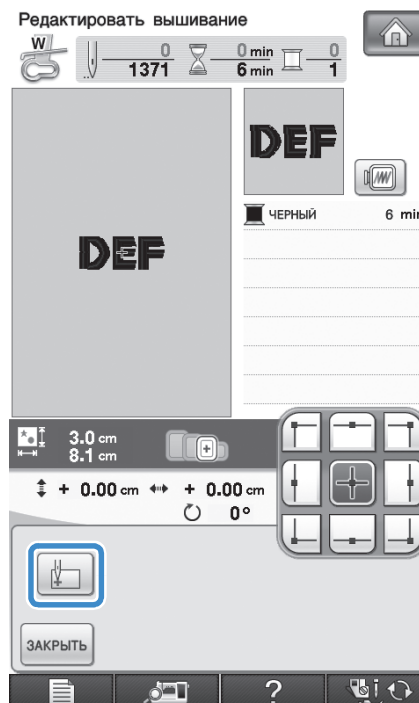 Редактировать вышивание
W
0 0 min 0
1371 6 min 1
DEF
ЧЕРНЫЙ 6 min
DEF
3.0 cm
8.1 cm
+ 0.00 cm + 0.00 cm
0°
ЗАКРЫТЬ
?